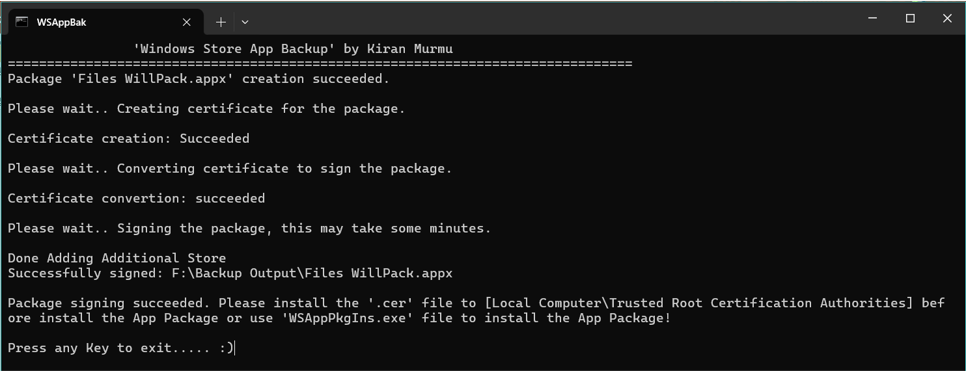 WSAppBak
'Windows Store App Backup' by Kiran Murmu
================================================================================
Package 'Files WillPack.appx' creation succeeded.
Please wait.. Creating certificate for the package.
Certificate creation: Succeeded
Please wait.. Converting certificate to sign the package.
Certificate convertion: succeeded
Please wait.. Signing the package, this may take some minutes.
Done Adding Additional Store
Successfully signed: F:\Backup Output\Files WillPack.appx
Package signing succeeded. Please install the '.cer' file to [Local Computer\Trusted Root Certification Authorities] bef
ore install the App Package or use 'WSAppPkgIns.exe' file to install the App Package!
Press any Key to exit..... :)